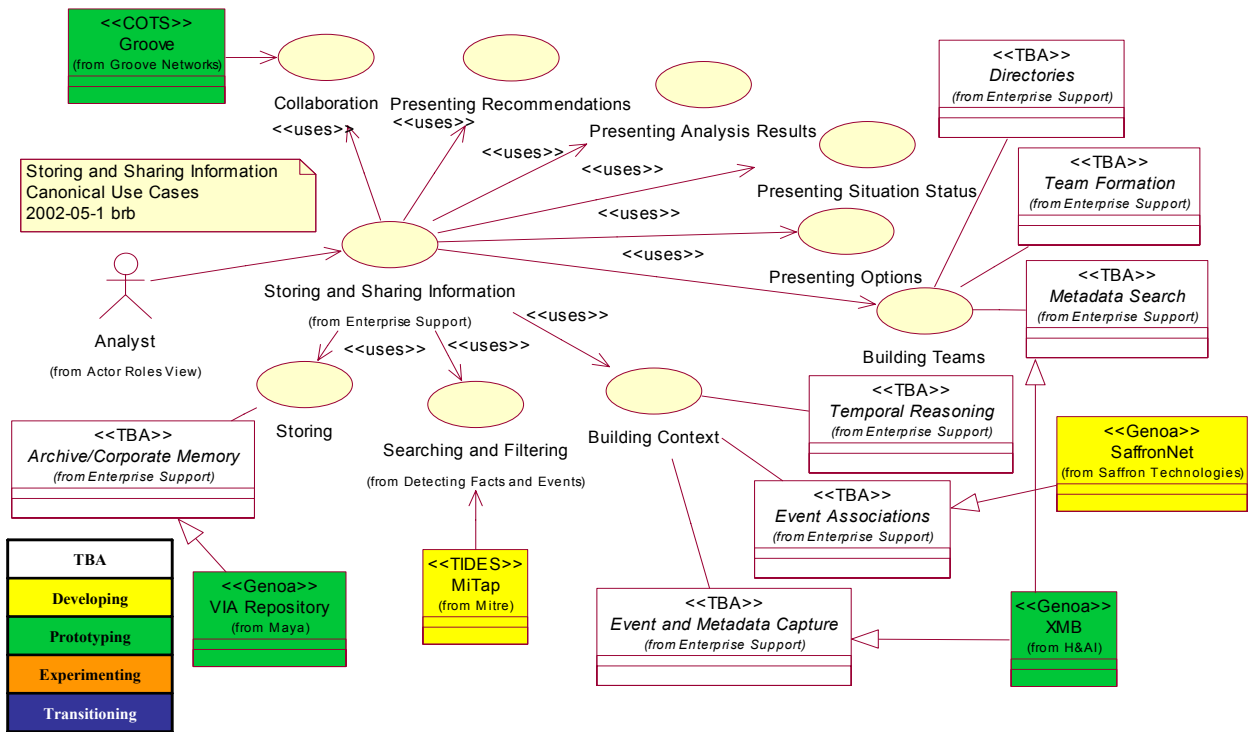 <<COTS>>
Groove
(from Groove Networks)
Collaboration
<<uses>>
Presenting Recommendations
<<uses>>
Presenting Analysis Results
<<uses>>
<<uses>>
Presenting Situation Status
<<uses>>
<<uses>>
Presenting Options
<<TBA>>
Directories
(from Enterprise Support)
<<TBA>>
Team Formation
(from Enterprise Support)
<<TBA>>
Metadata Search
(from Enterprise Support)
Storing and Sharing Information
Canonical Use Cases
2002-05-1 brb
Analyst
(from Actor Roles View)
Storing and Sharing Information
(from Enterprise Support)
<<uses>>
<<uses>>
<<uses>>
Building Teams
Storing
Searching and Filtering
(from Detecting Facts and Events)
Building Context
<<TBA>>
Temporal Reasoning
(from Enterprise Support)
<<TBA>>
Archive/Corporate Memory
(from Enterprise Support)
<<Genoa>>
SaffronNet
(from Saffron Technologies)
<<TBA>>
Event Associations
(from Enterprise Support)
<<Genoa>>
VIA Repository
(from Maya)
<<TIDES>>
MiTap
(from Mitre)
<<TBA>>
Event and Metadata Capture
(from Enterprise Support)
<<Genoa>>
XMB
(from H&AI)
TBA
Developing
Prototyping
Experimenting
Transitioning